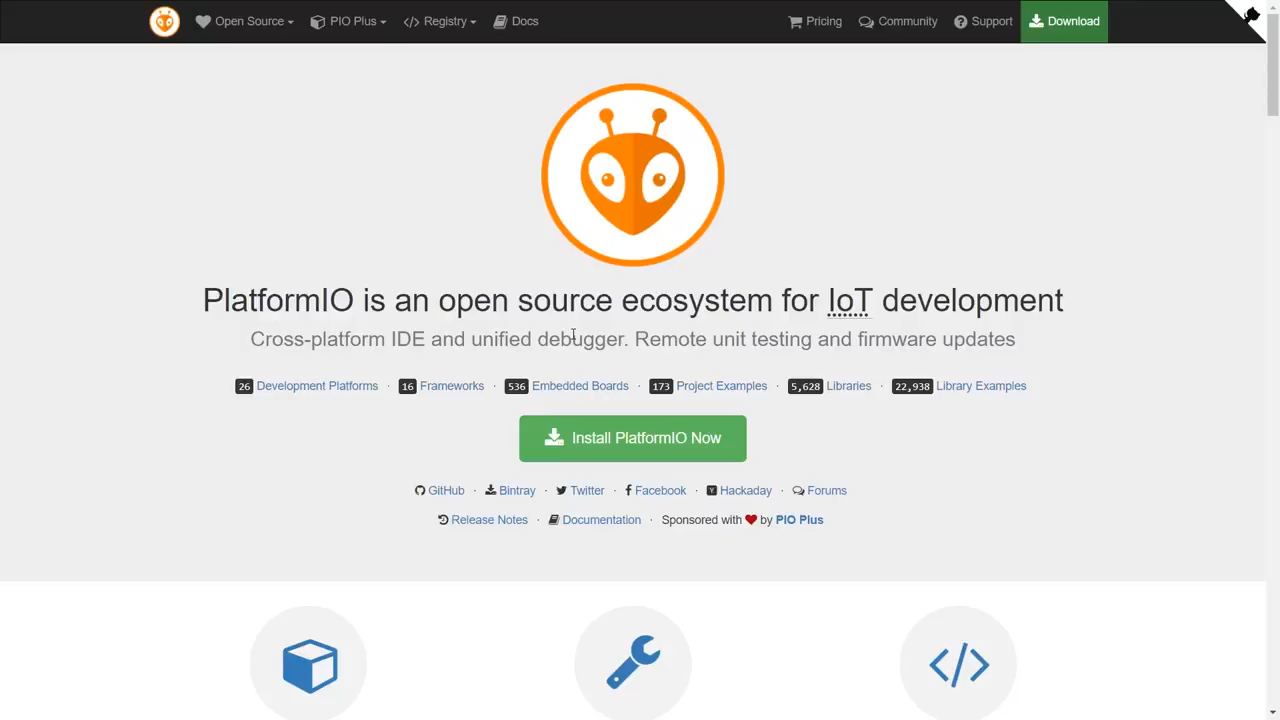 Open Source PIO Plus Registry Docs Pricing Community Support Download
PlatformIO is an open source ecosystem for IoT development
Cross-platform IDE and unified debugger. Remote unit testing and firmware updates
26 Development Platforms · 16 Frameworks · 536 Embedded Boards · 173 Project Examples · 5,628 Libraries · 22,938 Library Examples
Install PlatformIO Now
GitHub · Bintray · Twitter · Facebook · Hackaday · Forums
Release Notes · Documentation · Sponsored with ❤ by PIO Plus